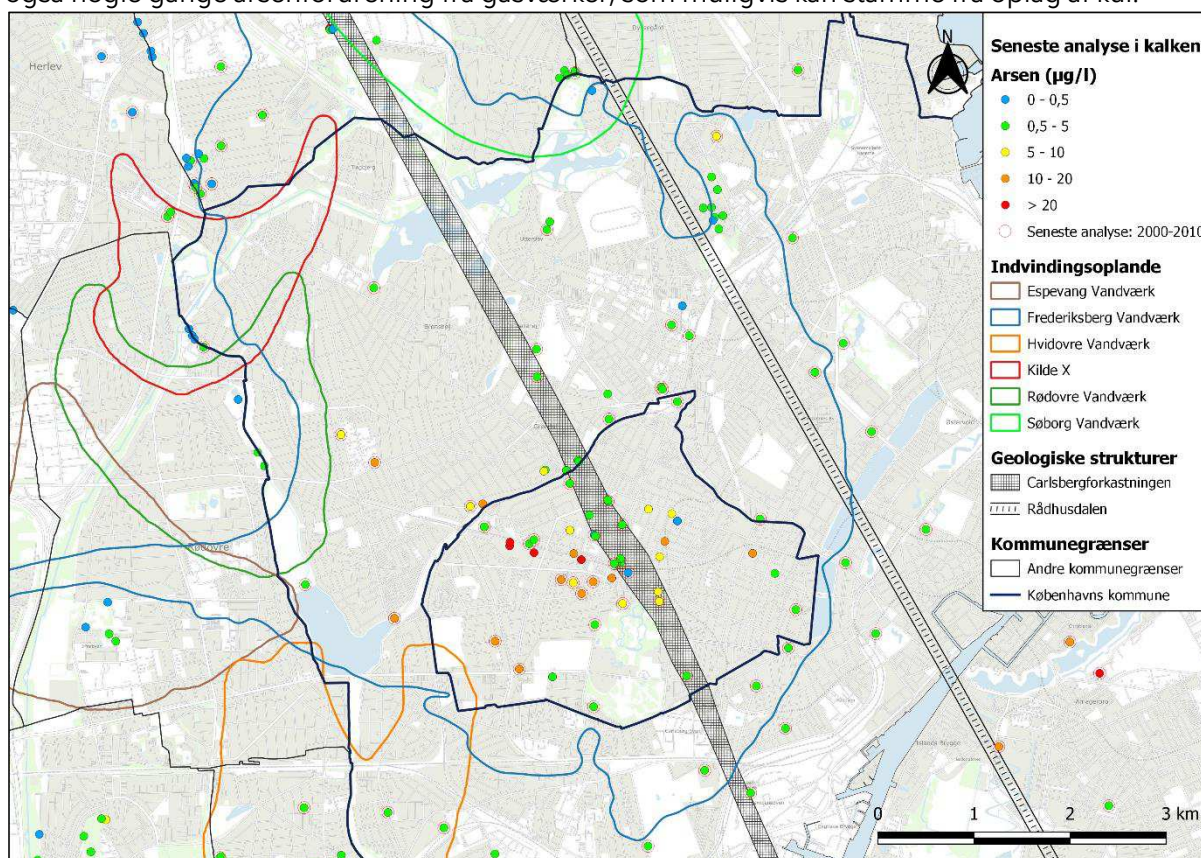 også nogle gange arsenforurening fra gasværker, som muligvis kan stamme fra oplag af kul.
Herlev
N
Utterslev
Rødovre
Islands Brygge
Seneste analyse i kalken
Arsen (µg/l)
0 - 0,5
0,5 - 5
5 - 10
10 - 20
> 20
Seneste analyse: 2000-2010
Indvindingsoplande
Espevang Vandværk
Frederiksberg Vandværk
Hvidovre Vandværk
Kilde X
Rødovre Vandværk
Søborg Vandværk
Geologiske strukturer
Carlsbergforkastningen
Rådhusdalen
Kommunegrænser
Andre kommunegrænser
Københavns kommune
0 1 2 3 km